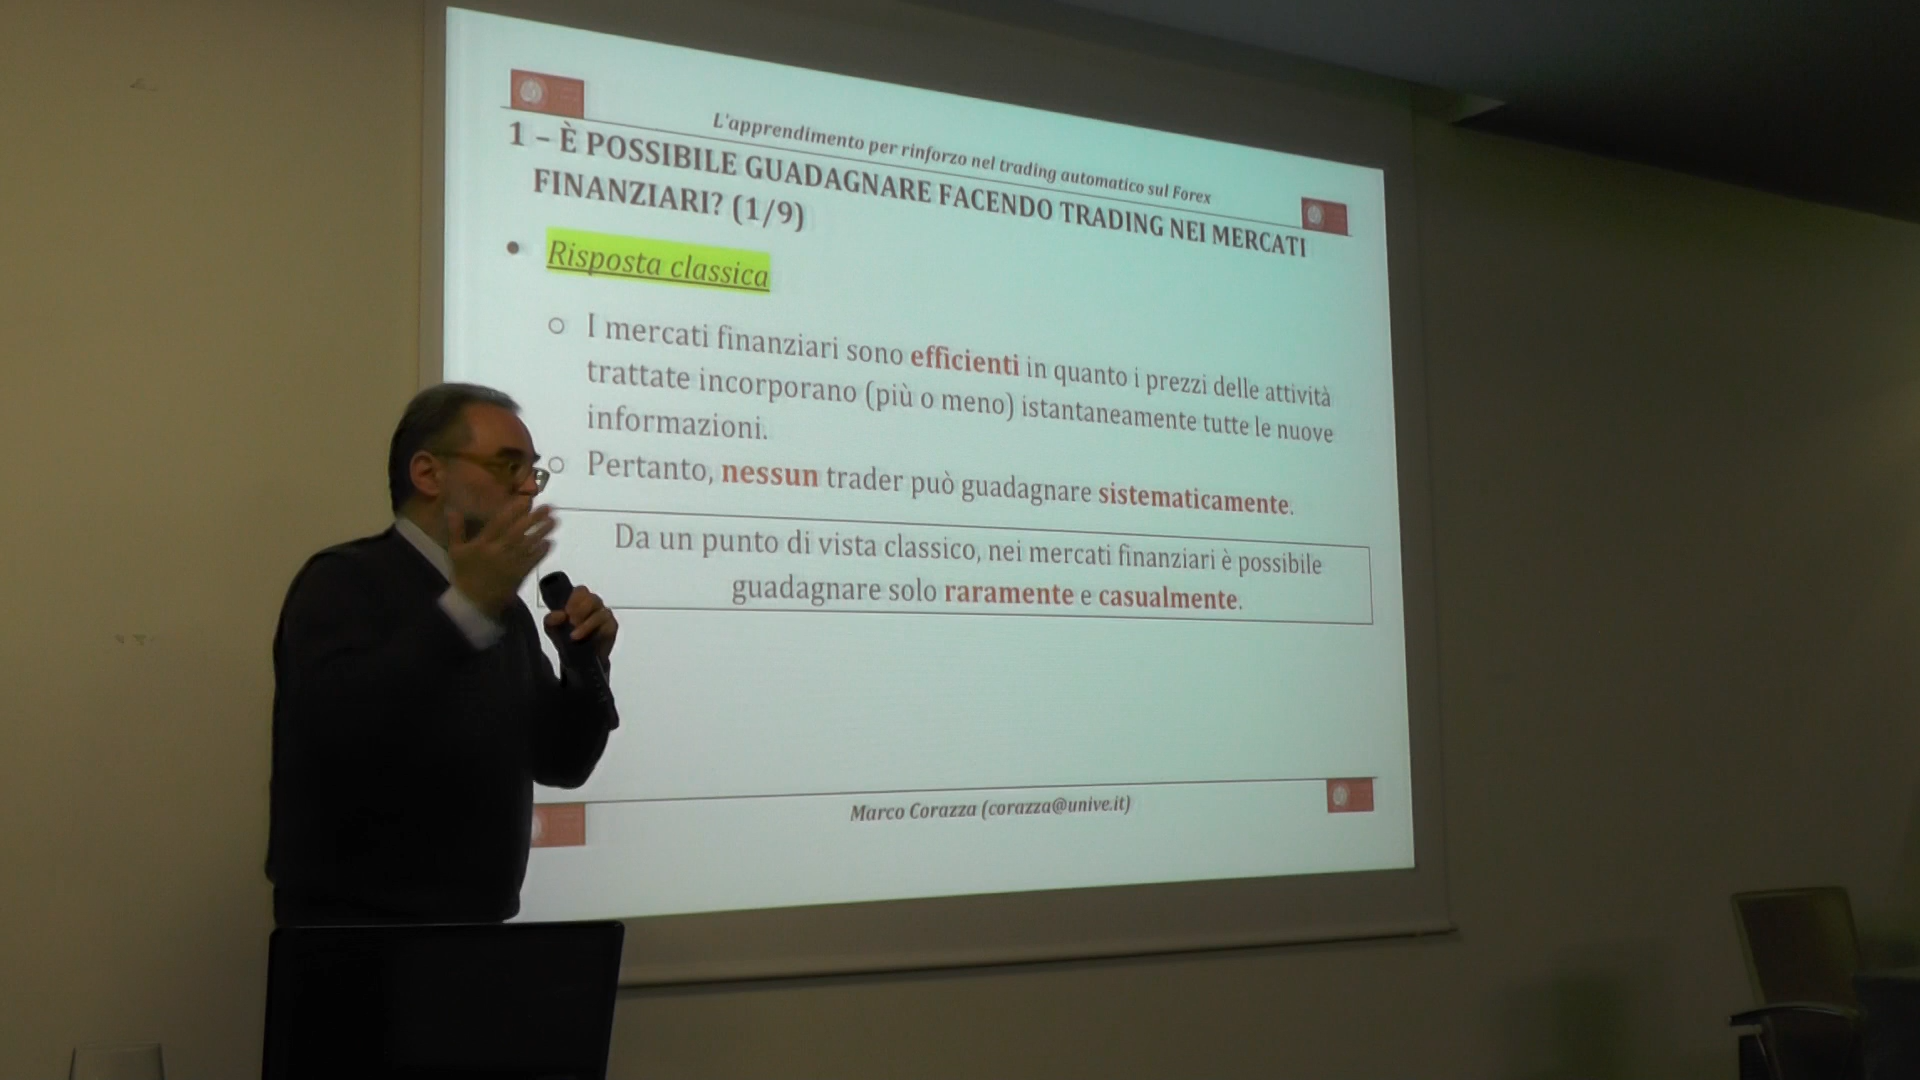 L'apprendimento per rinforzo nel trading automatico sul Forex
1 – È POSSIBILE GUADAGNARE FACENDO TRADING NEI MERCATI
FINANZIARI? (1/9)
• Risposta classica
○ I mercati finanziari sono efficienti in quanto i prezzi delle attività
trattate incorporano (più o meno) istantaneamente tutte le nuove
informazioni.
○ Pertanto, nessun trader può guadagnare sistematicamente.
Da un punto di vista classico, nei mercati finanziari è possibile
guadagnare solo raramente e casualmente.
Marco Corazza (corazza@unive.it)